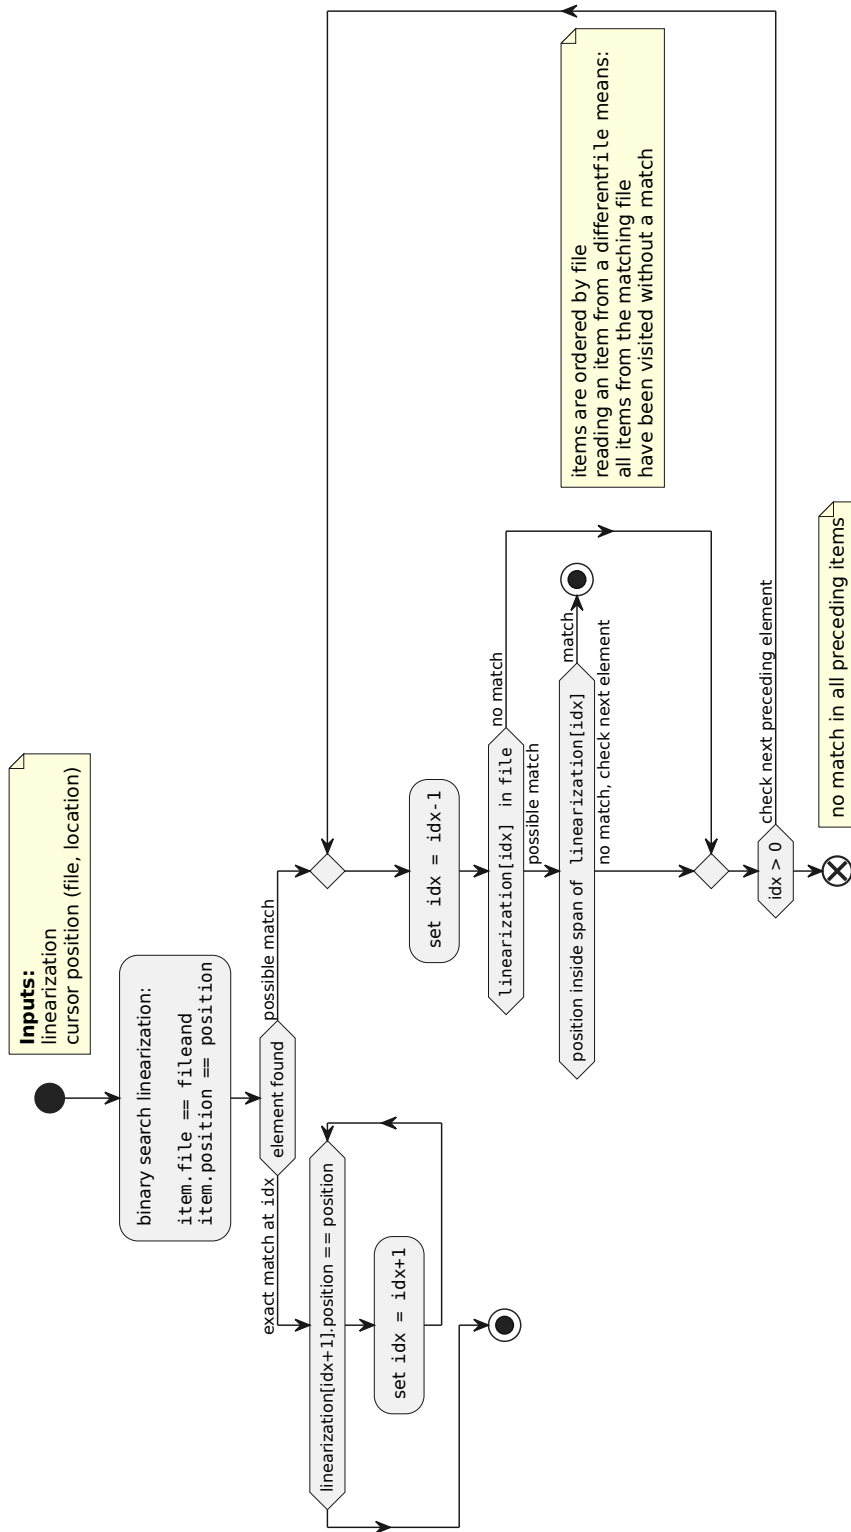 Inputs:
linearization
cursor position (file, location)
binary search linearization:
item.file == fileand
item.position == position
element found
exact match at idx
possible match
linearization[idx+1].position == position
set idx = idx+1
set idx = idx-1
linearization[idx] in file
no match
possible match
position inside span of linearization[idx]
match
no match, check next element
items are ordered by file
reading an item from a differentfile means:
all items from the matching file
have been visited without a match
idx > 0
check next preceding element
no match in all preceding items